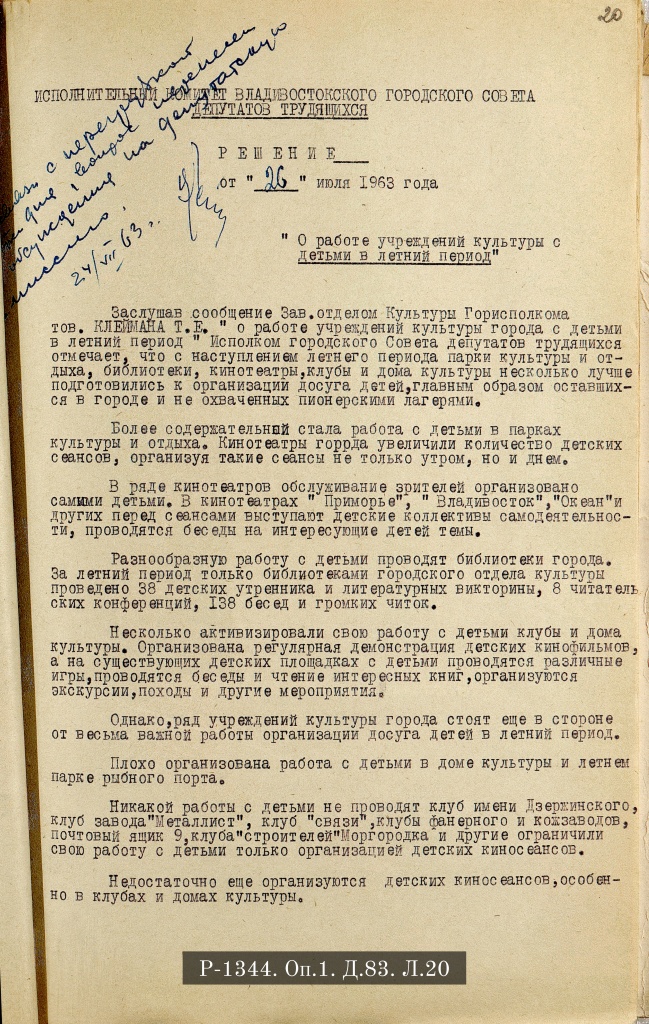 20
с перегрузкой
дня вопрос перенесен
обсуждение на депутатскую
24/VII 63г.
ИСПОЛНИТЕЛЬНЫЙ КОМИТЕТ ВЛАДИВОСТОКСКОГО ГОРОДСКОГО СОВЕТА
ДЕПУТАТОВ ТРУДЯЩИХСЯ
РЕШЕНИЕ
от "26" июля 1963 года
" О работе учреждений культуры с
детьми в летний период"
Заслушав сообщение Зав.отделом Культуры Горисполкома
тов. КЛЕЙМАНА Т.Е. " о работе учреждений культуры города с детьми
в летний период " Исполком городского Совета депутатов трудящихся
отмечает, что с наступлением летнего периода парки культуры и от-
дыха, библиотеки, кинотеатры,клубы и дома культуры несколько лучше
подготовились к организации досуга детей,главным образом оставших-
ся в городе и не охваченных пионерскими лагерями.
Более содержательный стала работа с детьми в парках
культуры и отдыха. Кинотеатры города увеличили количество детских
сеансов, организуя такие сеансы не только утром, но и днем.
В ряде кинотеатров обслуживание зрителей организовано
самими детьми. В кинотеатрах " Приморье", " Владивосток","Океан"и
других перед сеансами выступают детские коллективы самодеятельнос-
ти, проводятся беседы на интересующие детей темы.
Разнообразную работу с детьми проводят библиотеки города.
За летний период только библиотеками городского отдела культуры
проведено 38 детских утренника и литературных викторины, 8 читатель
ских конференций, 138 бесед и громких читок.
Несколько активизировали свою работу с детьми клубы и дома
культуры. Организована регулярная демонстрация детских кинофильмов,
а на существующих детских площадках с детьми проводятся различные
игры,проводятся беседы и чтение интересных книг,организуются
экскурсии,походы и другие мероприятия.
Однако,ряд учреждений культуры города стоят еще в стороне
от весьма важной работы организации досуга детей в летний период.
Плохо организована работа с детьми в доме культуры и летнем
парке рыбного порта.
Никакой работы с детьми не проводят клуб имени Дзержинского,
клуб завода"Металлист", клуб "связи",клубы фанерного и кожзаводов,
почтовый ящик 9,клуба"строителей"Моргородка и другие ограничили
свою работу с детьми только организацией детских киносеансов.
Недостаточно еще организуются детских киносеансов,особен-
но в клубах и домах культуры.
Р-1344. Оп.1. Д.83. Л.20